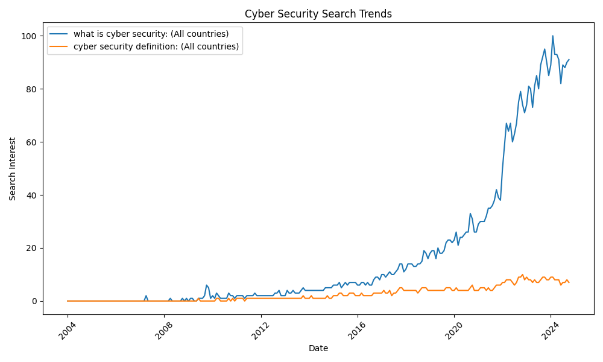 Cyber Security Search Trends
what is cyber security: (All countries)
cyber security definition: (All countries)
100
80
60
40
20
0
Search Interest
2004
2008
2012
2016
2020
2024
Date